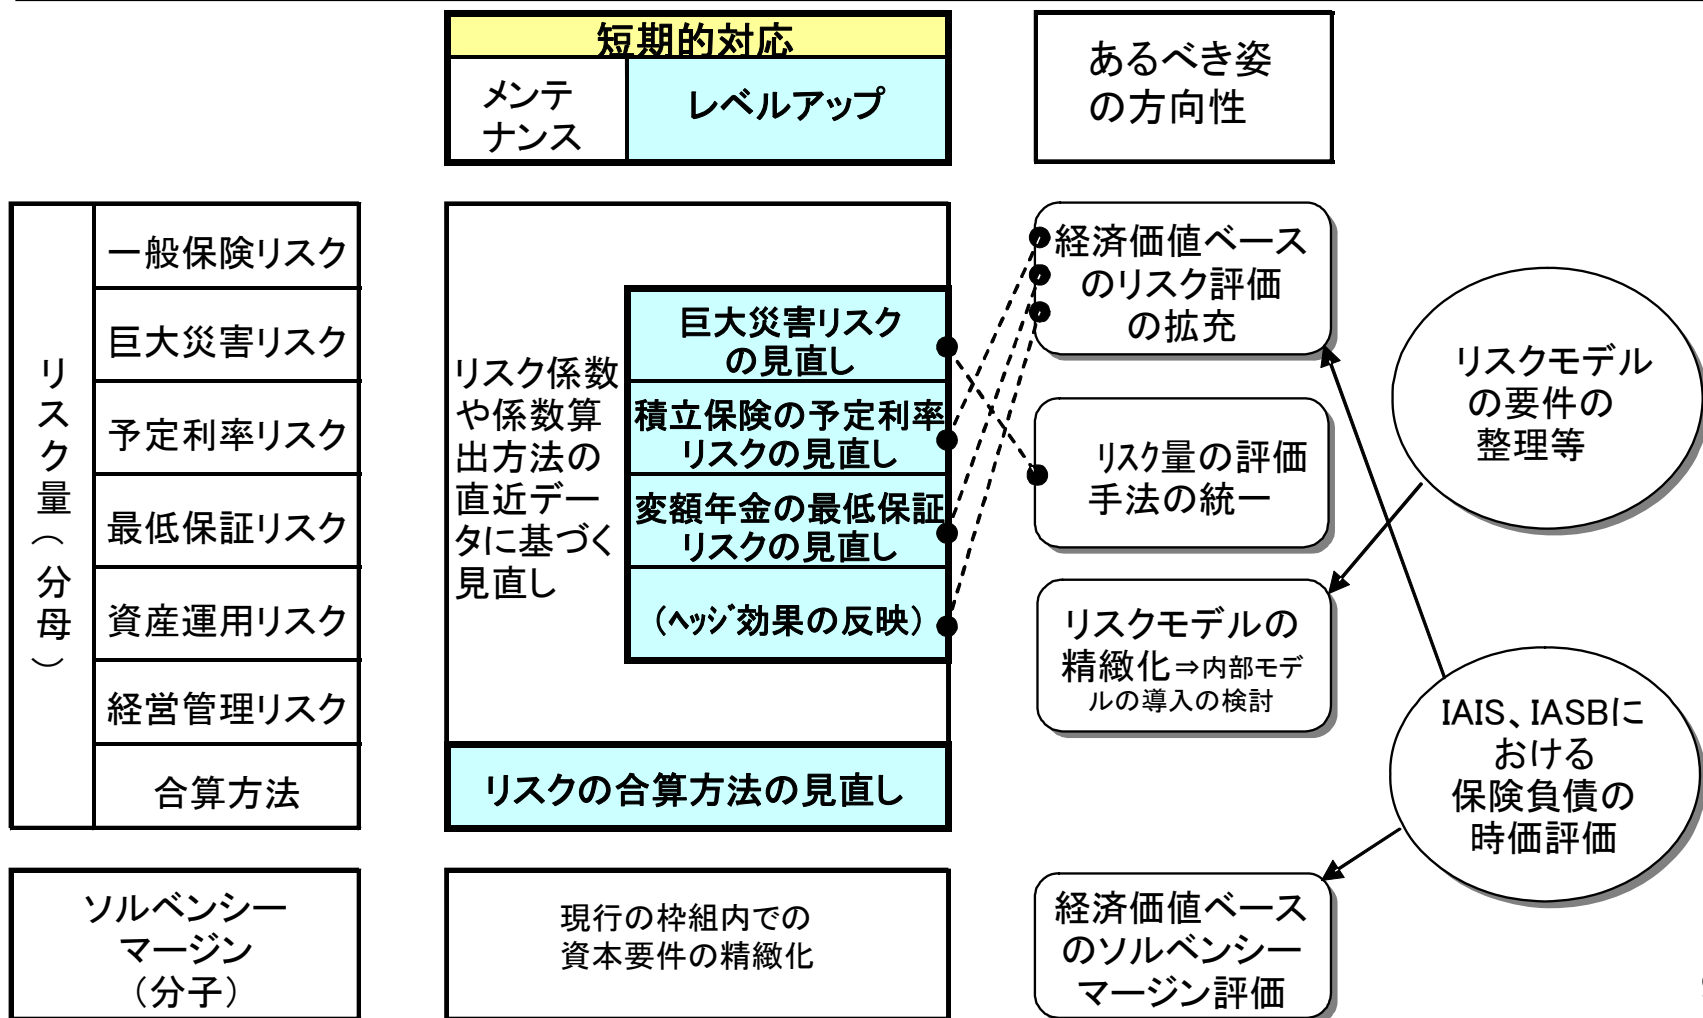 短期的対応
メンテ
ナンス
レベルアップ
あるべき姿
の方向性
リスク量（分母）
一般保険リスク
巨大災害リスク
予定利率リスク
最低保証リスク
資産運用リスク
経営管理リスク
合算方法
リスク係数
や係数算
出方法の
直近デー
タに基づく
見直し
巨大災害リスク
の見直し
積立保険の予定利率
リスクの見直し
変額年金の最低保証
リスクの見直し
（ﾍｯｼﾞ効果の反映）
リスクの合算方法の見直し
経済価値ベース
のリスク評価
の拡充
ﾘｽｸ量の評価
手法の統一
リスクモデルの
精緻化⇒内部モデ
ルの導入の検討
リスクモデル
の要件の
整理等
IAIS、IASBに
おける
保険負債の
時価評価
ソルベンシー
マージン
（分子）
現行の枠組内での
資本要件の精緻化
経済価値ベース
のソルベンシー
マージン評価